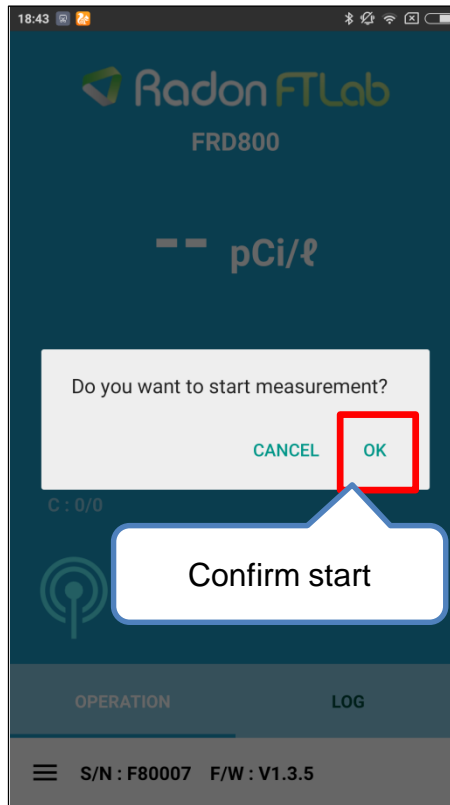 18:43
Radon FTLab
FRD800
-- pCi/ℓ
Do you want to start measurement?
CANCEL OK
C : 0/0
Confirm start
OPERATION LOG
S/N : F80007 F/W : V1.3.5